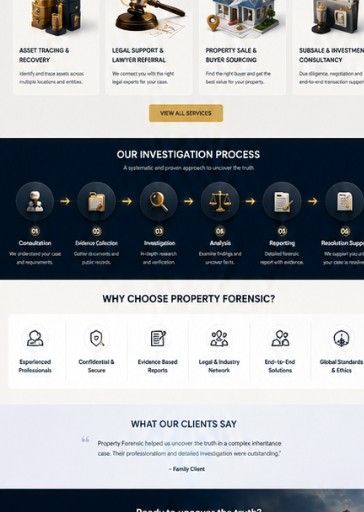 ASSET TRACING &
RECOVERY
Identify and trace assets across
multiple locations and entities.
LEGAL SUPPORT &
LAWYER REFERRAL
We connect you with the right
legal experts for your case.
PROPERTY SALE &
BUYER SOURCING
Find the right buyer and get the
best value for your property.
SUBSALE & INVESTMEN
CONSULTANCY
Due diligence, negotiation and
end-to-end transaction support
VIEW ALL SERVICES
OUR INVESTIGATION PROCESS
A systematic and proven approach to uncover the truth
01
Consultation
We understand your case
and requirements.
02
Evidence Collection
Gather documents and
public records.
03
Investigation
In-depth research
and verification.
Analysis
Examine findings and
uncover facts.
Reporting
Detailed forensic
report with evidence.
Resolution Suppo
We support you unt
your case is resolve
WHY CHOOSE PROPERTY FORENSIC?
Experienced
Professionals
Confidential &
Secure
Evidence Based
Reports
Legal & Industry
Network
End-to-End
Solutions
Global Standards
& Ethics
WHAT OUR CLIENTS SAY
“ Property Forensic helped us uncover the truth in a complex inheritance
case. Their professionalism and detailed investigation were outstanding."
- Family Client
Ready to uncover the truth?